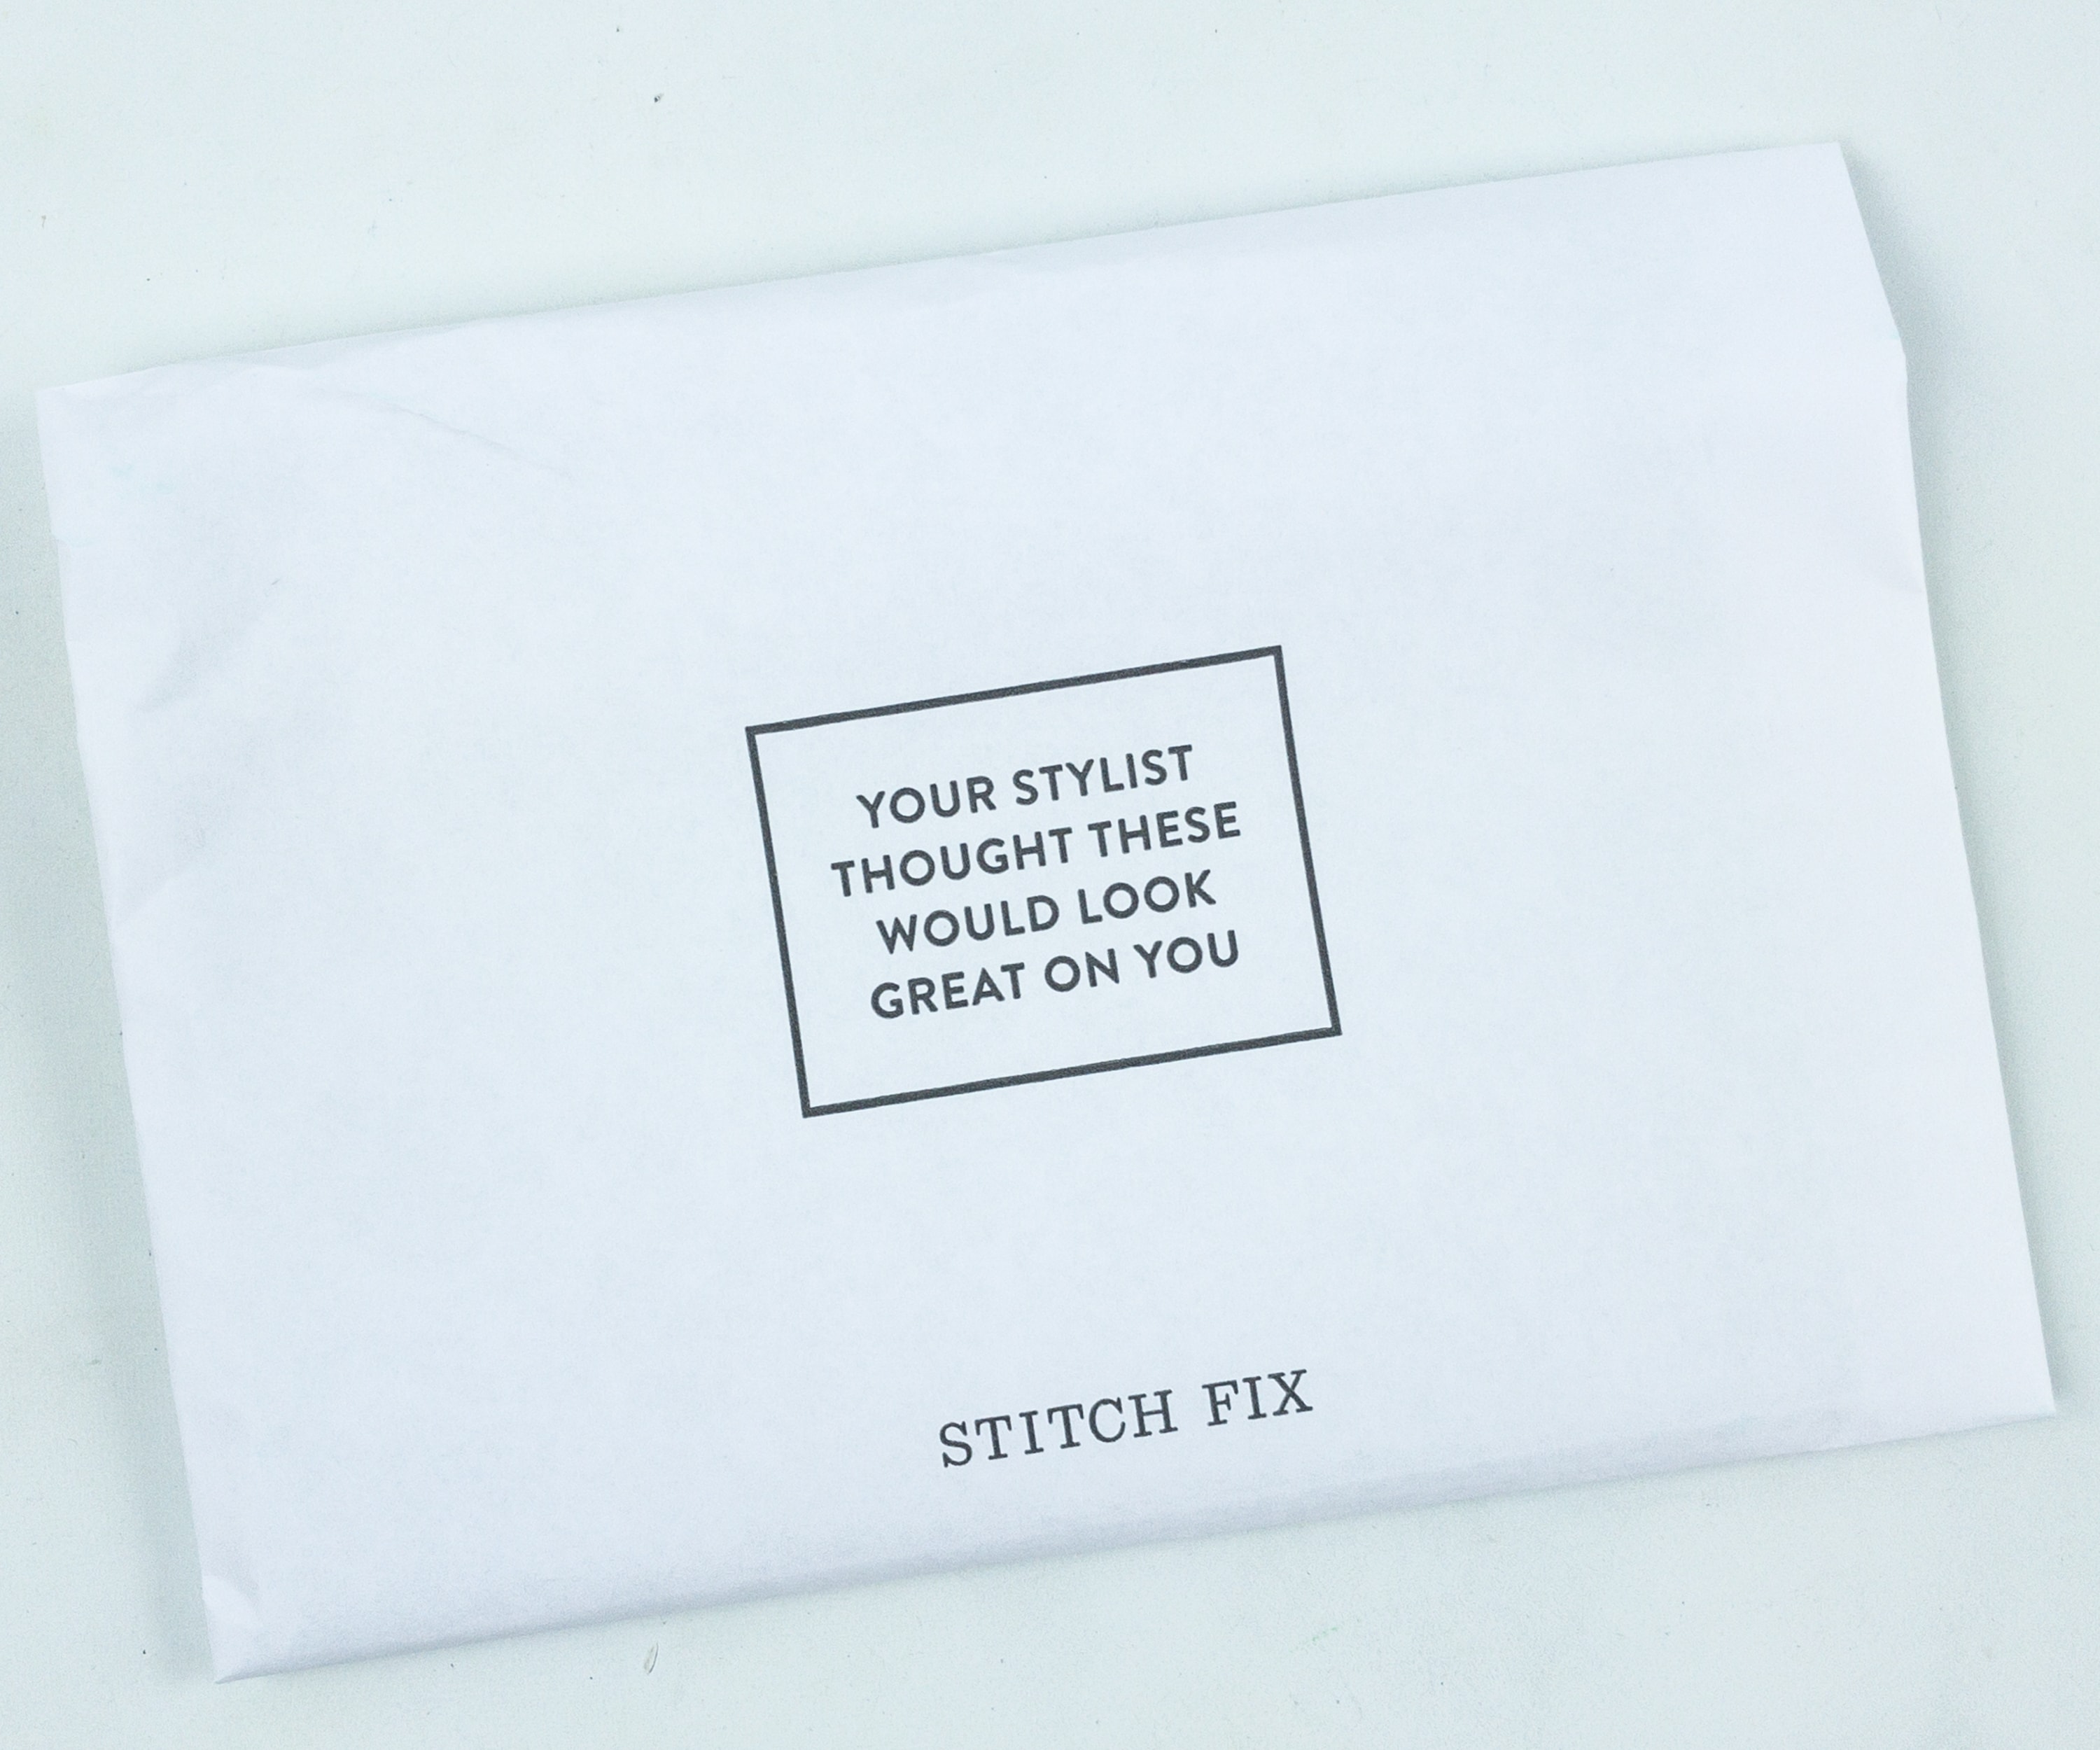 YOUR STYLIST
THOUGHT THESE
WOULD LOOK
GREAT ON YOU
STITCH FIX